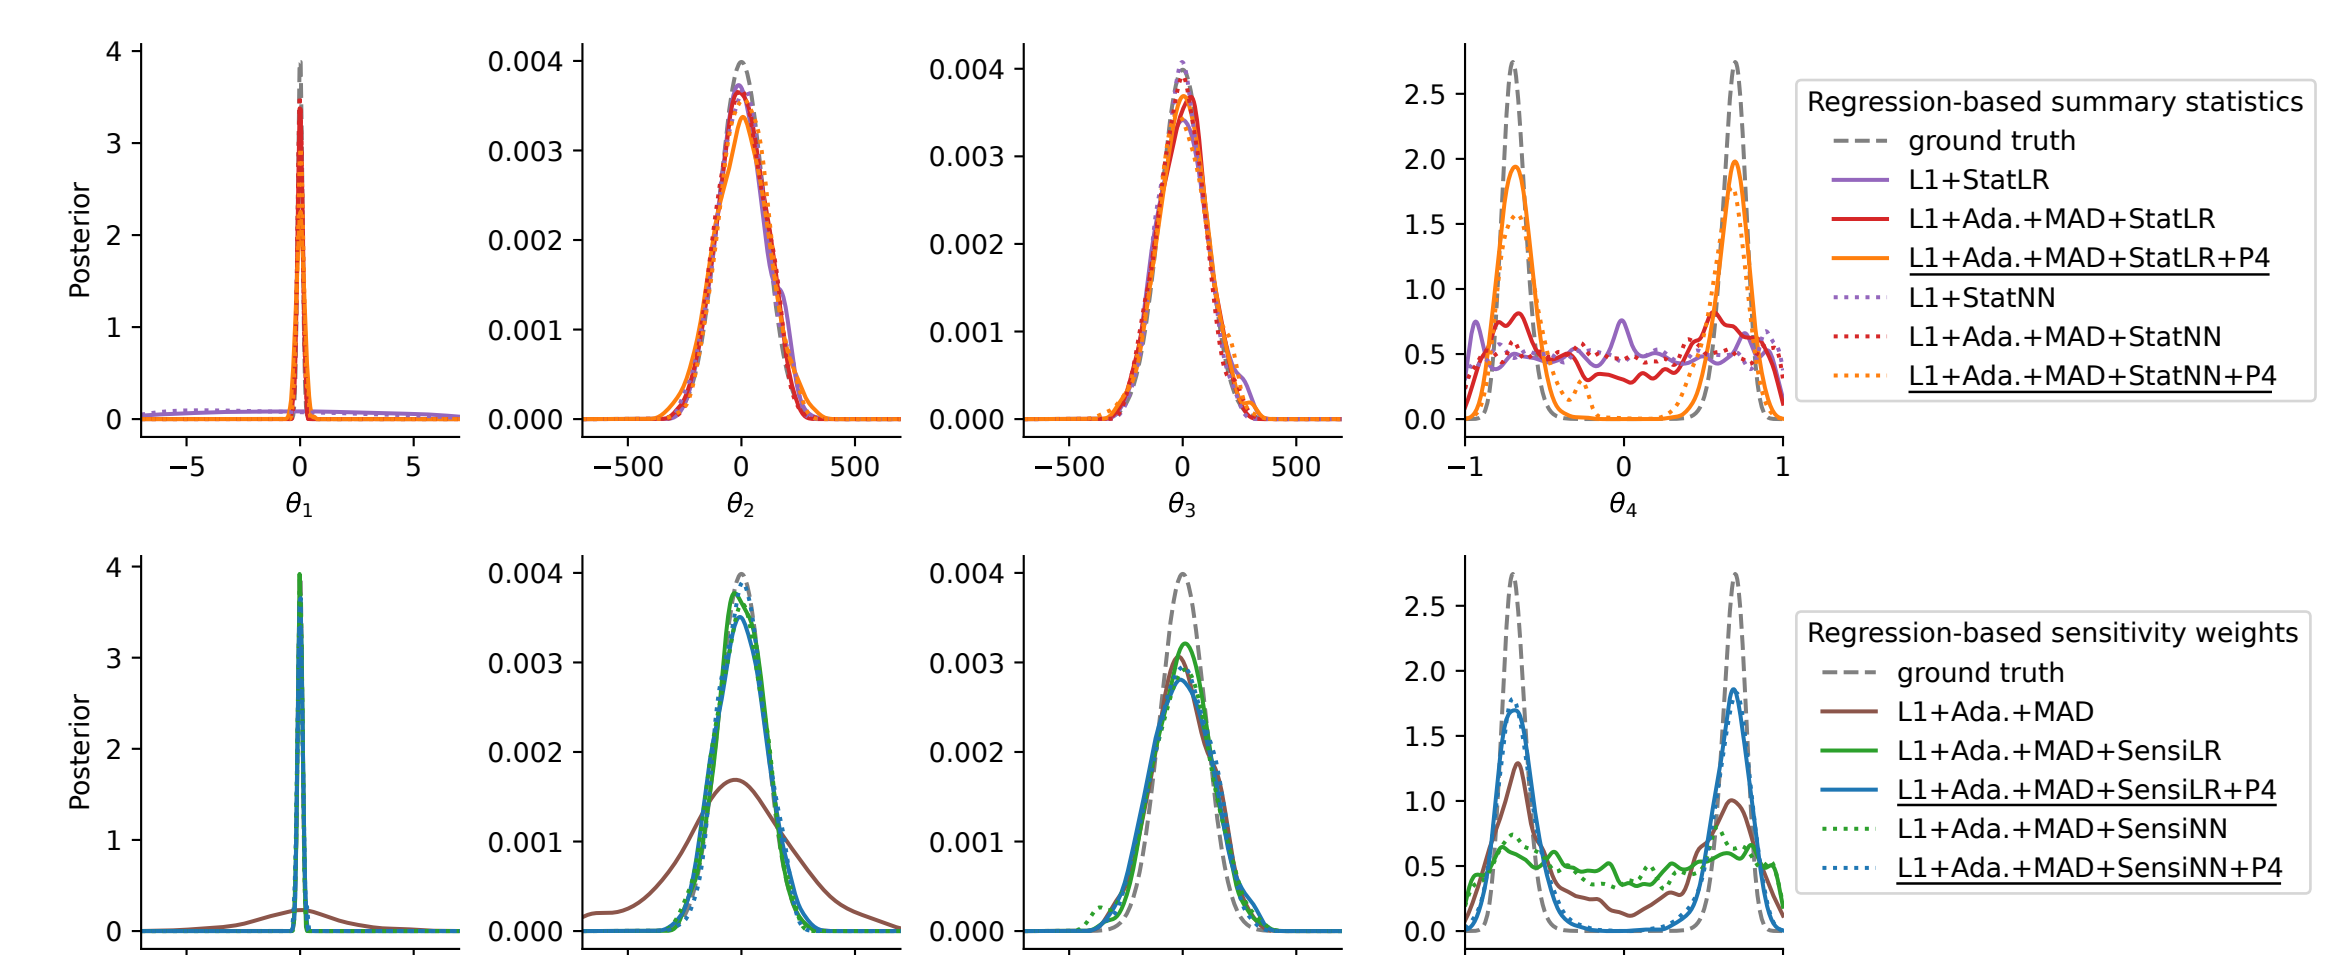 Posterior
4
3
2
1
0
−5
0
5
θ1
0.004
0.003
0.002
0.001
0.000
−500
0
500
θ2
0.004
0.003
0.002
0.001
0.000
−500
0
500
θ3
2.5
2.0
1.5
1.0
0.5
0.0
−1
0
1
θ4
Regression-based summary statistics
ground truth
L1+StatLR
L1+Ada.+MAD+StatLR
L1+Ada.+MAD+StatLR+P4
L1+StatNN
L1+Ada.+MAD+StatNN
L1+Ada.+MAD+StatNN+P4
Posterior
4
3
2
1
0
0.004
0.003
0.002
0.001
0.000
0.004
0.003
0.002
0.001
0.000
2.5
2.0
1.5
1.0
0.5
0.0
Regression-based sensitivity weights
ground truth
L1+Ada.+MAD
L1+Ada.+MAD+SensiLR
L1+Ada.+MAD+SensiLR+P4
L1+Ada.+MAD+SensiNN
L1+Ada.+MAD+SensiNN+P4